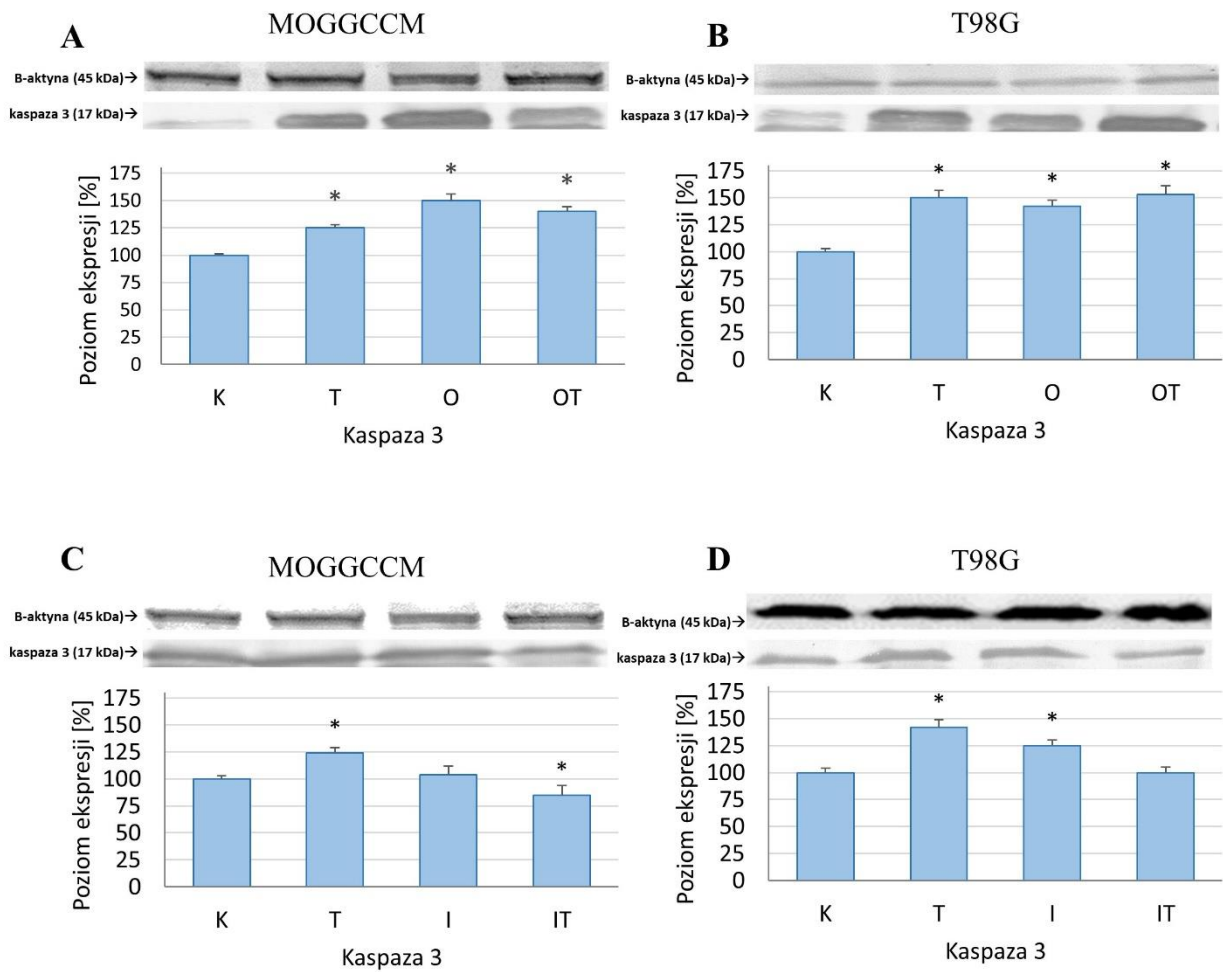 A
MOGGCCM
B-aktyna (45 kDa)→
kaspaza 3 (17 kDa)→
Poziom ekspresji [%]
175
150
125
100
75
50
25
0
* * *
K T O OT
Kaspaza 3
B
T98G
B-aktyna (45 kDa)→
kaspaza 3 (17 kDa)→
Poziom ekspresji [%]
175
150
125
100
75
50
25
0
* * *
K T O OT
Kaspaza 3
C
MOGGCCM
B-aktyna (45 kDa)→
kaspaza 3 (17 kDa)→
Poziom ekspresji [%]
175
150
125
100
75
50
25
0
* *
K T I IT
Kaspaza 3
D
T98G
B-aktyna (45 kDa)→
kaspaza 3 (17 kDa)→
Poziom ekspresji [%]
175
150
125
100
75
50
25
0
* *
K T I IT
Kaspaza 3